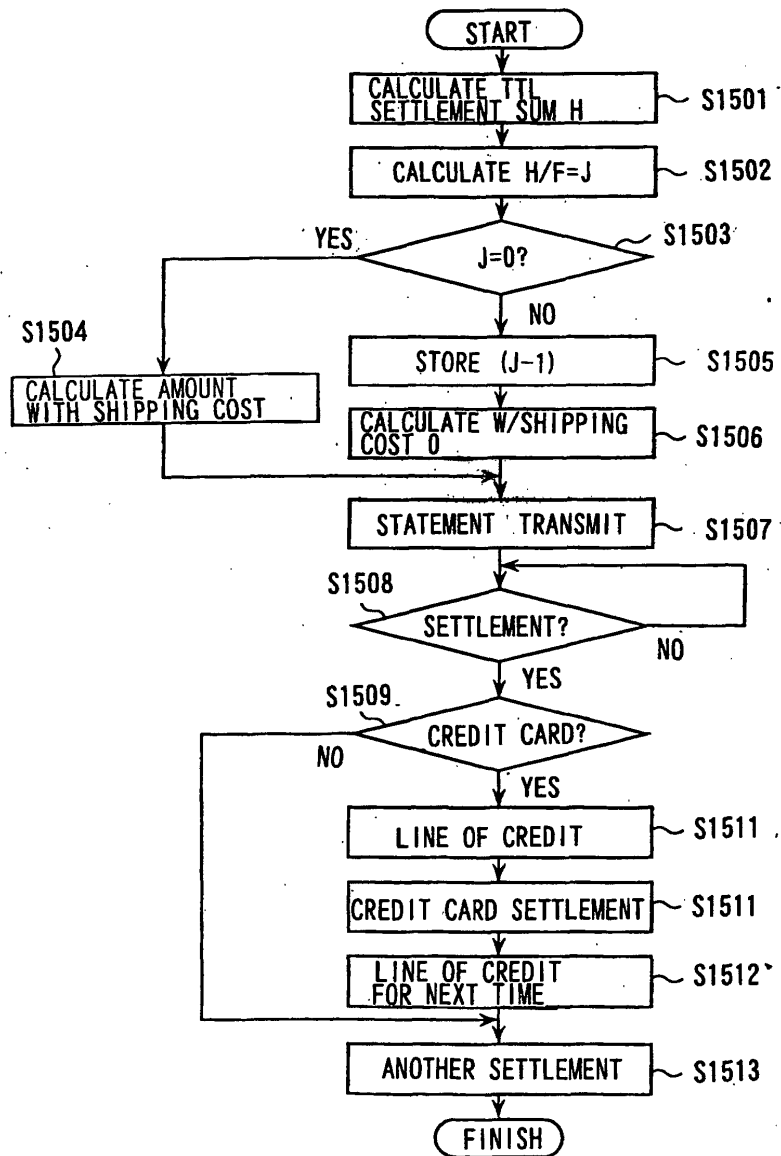 START
CALCULATE TTL
SETTLEMENT SUM H
S1501
CALCULATE H/F=J
S1502
YES
S1503
J=0?
NO
S1504
CALCULATE AMOUNT
WITH SHIPPING COST
STORE (J-1)
S1505
CALCULATE W/SHIPPING
COST 0
S1506
STATEMENT TRANSMIT
S1507
S1508
SETTLEMENT?
NO
YES
S1509
CREDIT CARD?
NO
YES
LINE OF CREDIT
S1511
CREDIT CARD SETTLEMENT
S1511
LINE OF CREDIT
FOR NEXT TIME
S1512
ANOTHER SETTLEMENT
S1513
FINISH